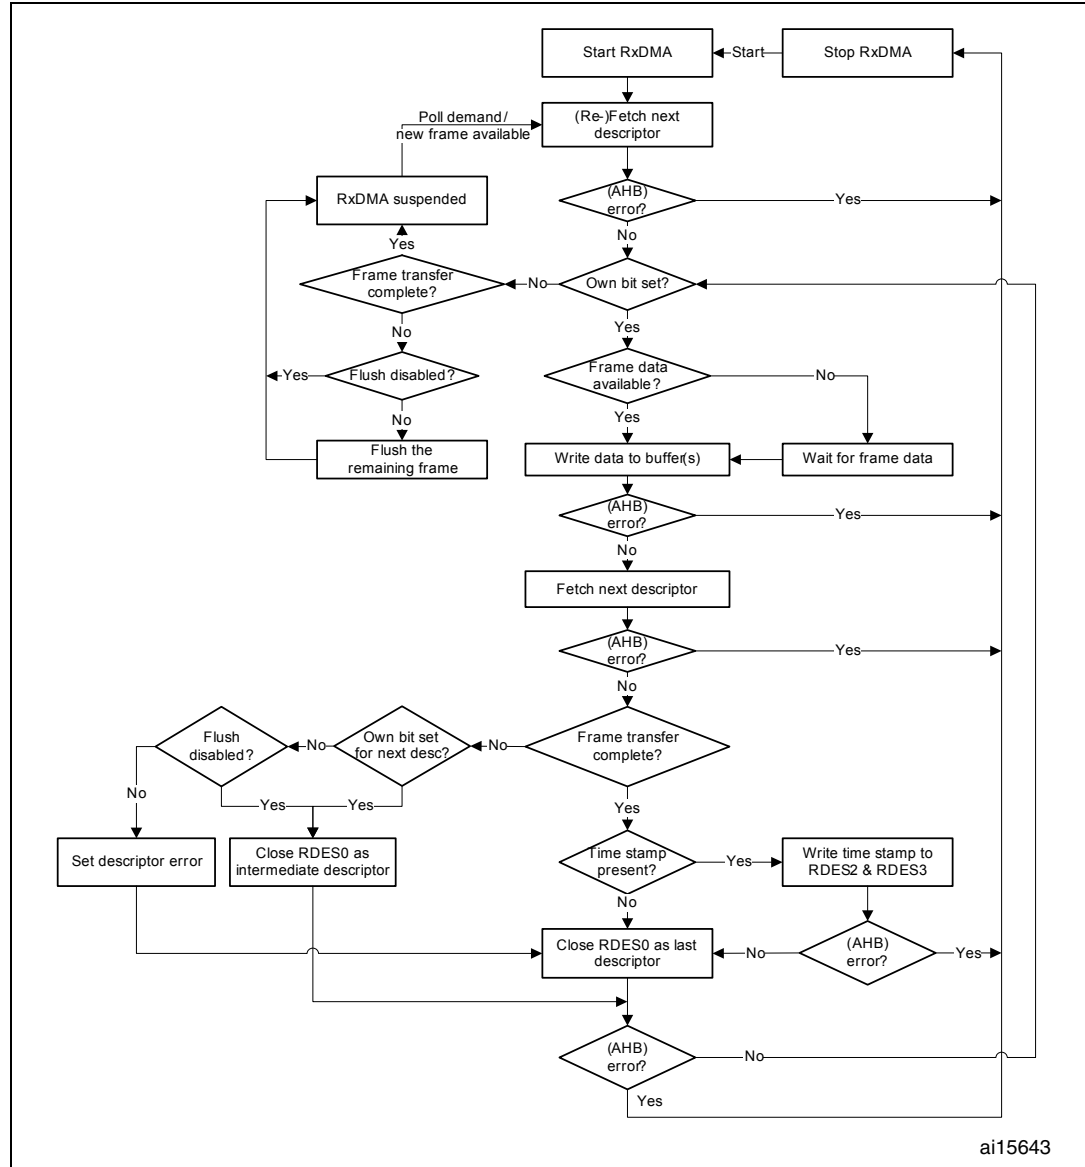 Start RxDMA
Start
Stop RxDMA
Poll demand/
new frame available
(Re-)Fetch next
descriptor
RxDMA suspended
(AHB)
error?
Yes
No
Yes
Frame transfer
complete?
No
Own bit set?
Yes
No
Yes
Flush disabled?
Frame data
available?
No
No
Yes
Flush the
remaining frame
Write data to buffer(s)
Wait for frame data
(AHB)
error?
Yes
No
Fetch next descriptor
(AHB)
error?
Yes
No
Flush
disabled?
No
Own bit set
for next desc?
No
Frame transfer
complete?
No
Yes
Yes
Yes
Set descriptor error
Close RDES0 as
intermediate descriptor
Time stamp
present?
Yes
Write time stamp to
RDES2 & RDES3
No
Close RDES0 as last
descriptor
No
(AHB)
error?
Yes
(AHB)
error?
No
Yes
ai15643